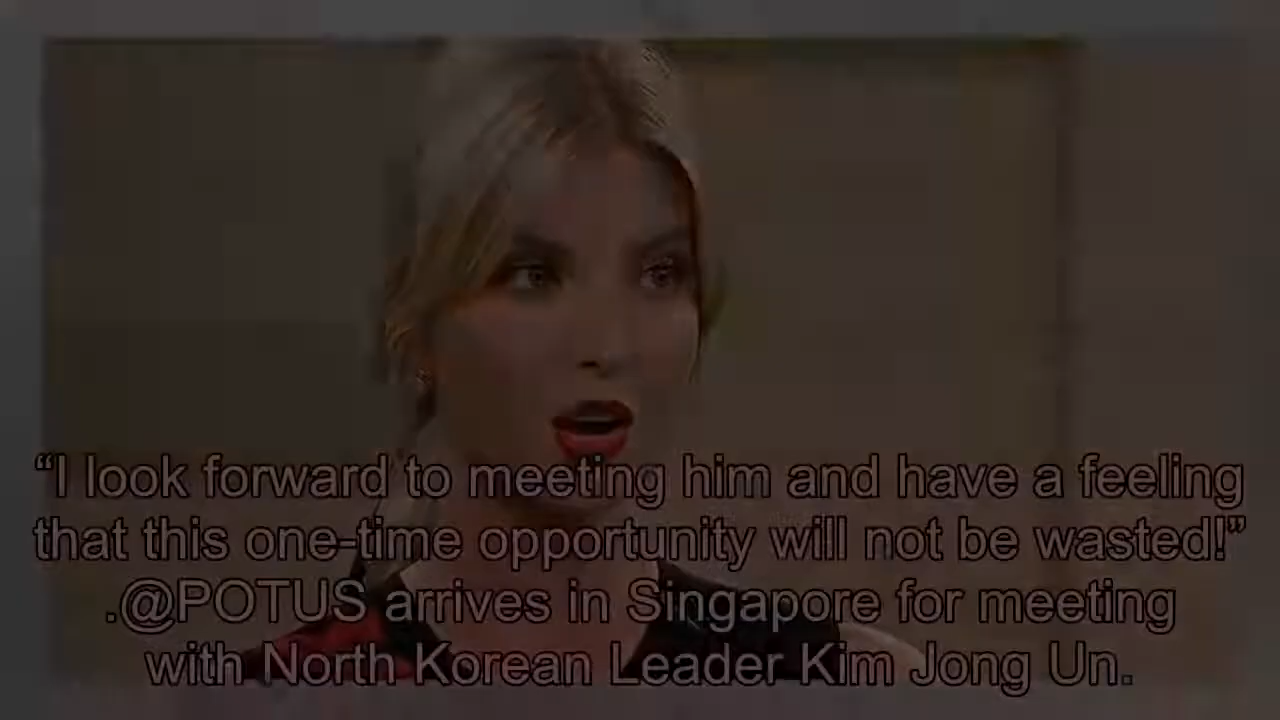 “I look forward to meeting him and have a feeling
that this one-time opportunity will not be wasted!”
.@POTUS arrives in Singapore for meeting
with North Korean Leader Kim Jong Un.